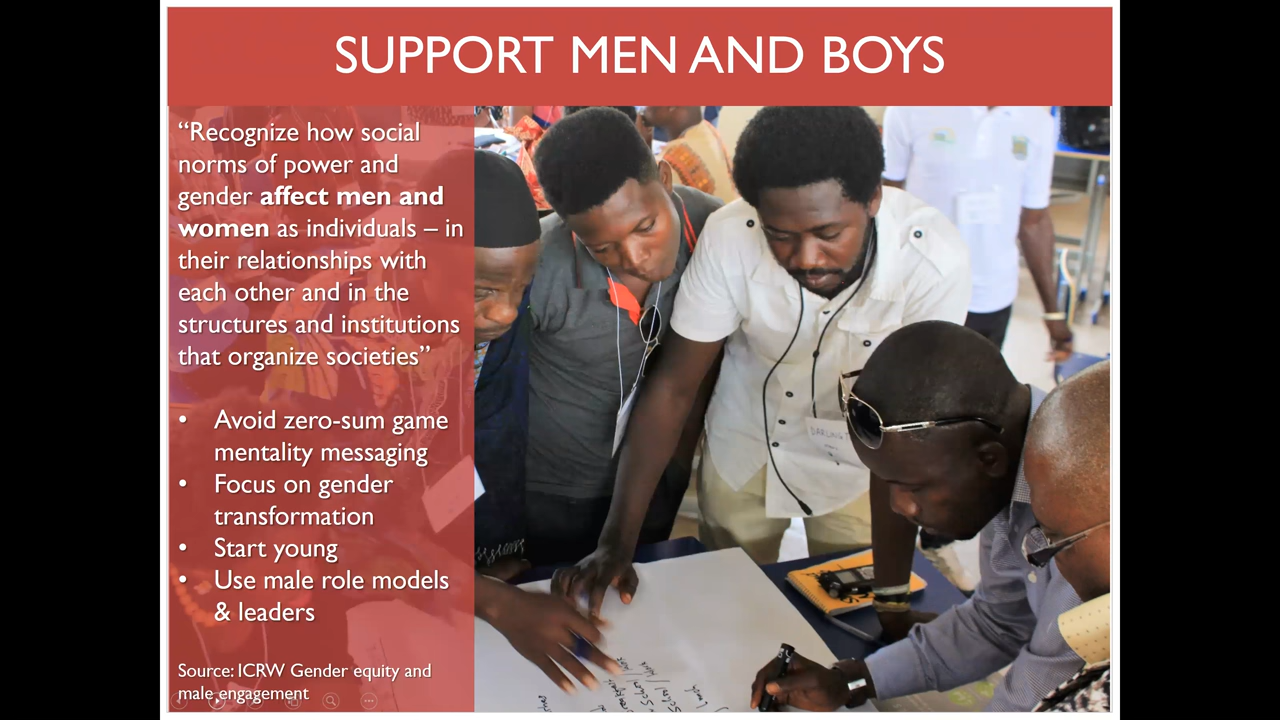 SUPPORT MEN AND BOYS
“Recognize how social
norms of power and
gender affect men and
women as individuals – in
their relationships with
each other and in the
structures and institutions
that organize societies”
• Avoid zero-sum game
mentality messaging
• Focus on gender
transformation
• Start young
• Use male role models
& leaders
Source: ICRW Gender equity and
male engagement